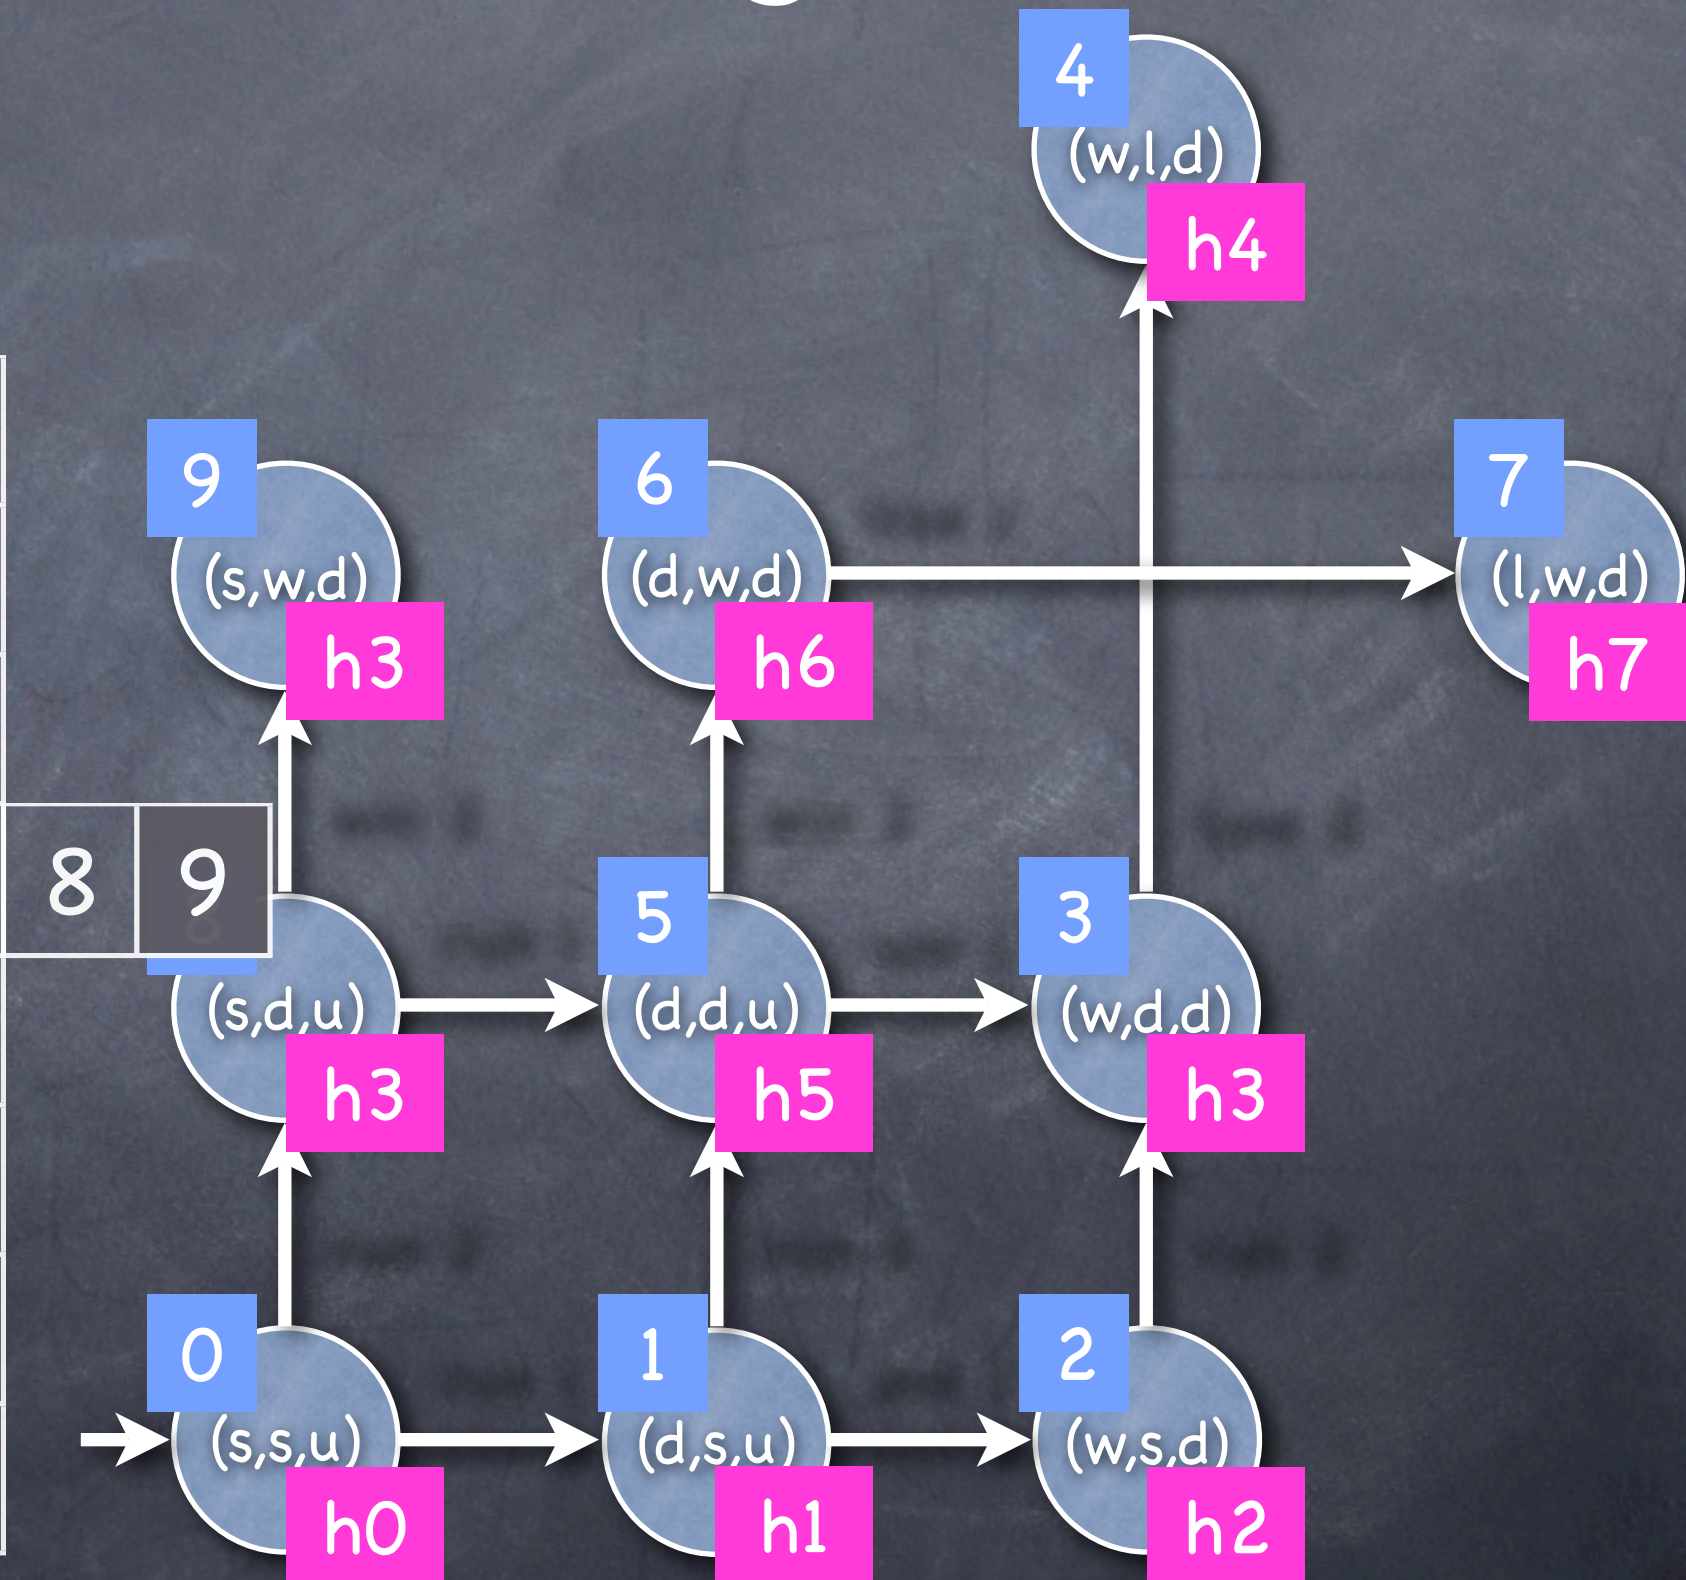 4
(w,l,d)
h4
9
6
7
(s,w,d)
(d,w,d)
(l,w,d)
h3
h6
h7
8
9
5
3
(s,d,u)
(d,d,u)
(w,d,d)
h3
h5
h3
0
1
2
(s,s,u)
(d,s,u)
(w,s,d)
h0
h1
h2